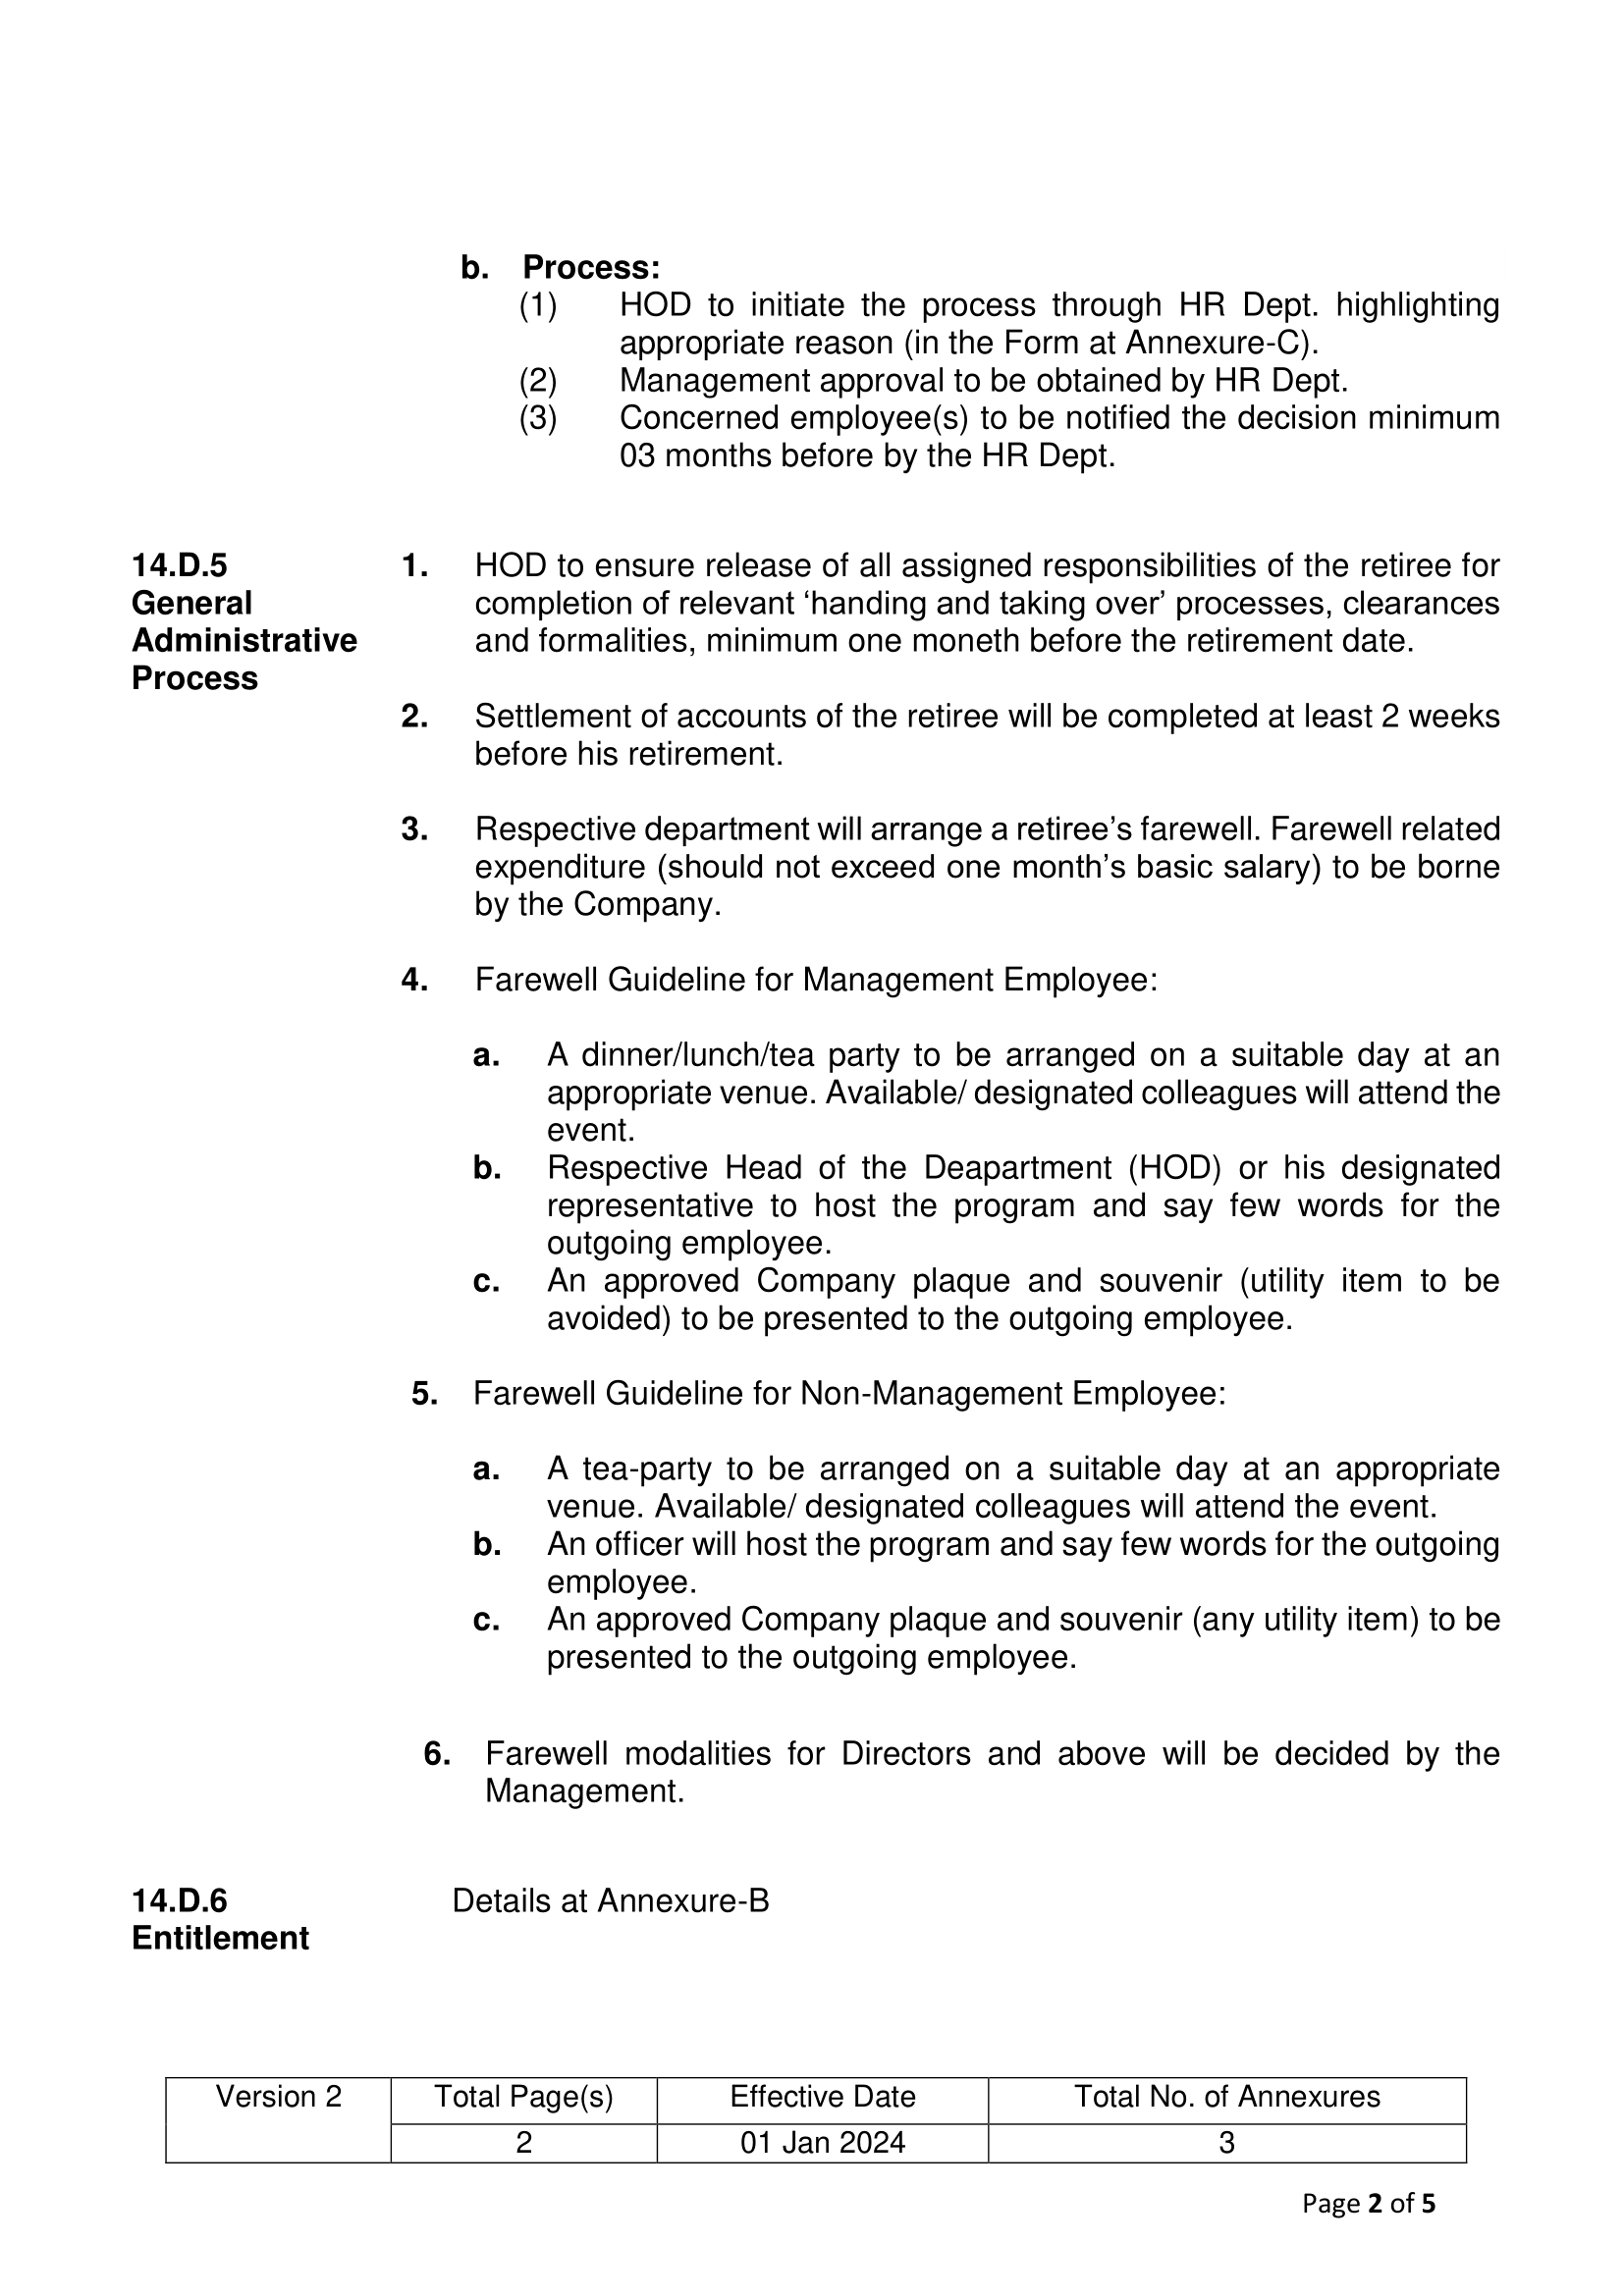 b. Process:
(1) HOD to initiate the process through HR Dept. highlighting
appropriate reason (in the Form at Annexure-C).
(2) Management approval to be obtained by HR Dept.
(3) Concerned employee(s) to be notified the decision minimum
03 months before by the HR Dept.
14.D.5
General
Administrative
Process
1. HOD to ensure release of all assigned responsibilities of the retiree for
completion of relevant ‘handing and taking over’ processes, clearances
and formalities, minimum one moneth before the retirement date.
2. Settlement of accounts of the retiree will be completed at least 2 weeks
before his retirement.
3. Respective department will arrange a retiree’s farewell. Farewell related
expenditure (should not exceed one month’s basic salary) to be borne
by the Company.
4. Farewell Guideline for Management Employee:
a. A dinner/lunch/tea party to be arranged on a suitable day at an
appropriate venue. Available/ designated colleagues will attend the
event.
b. Respective Head of the Deapartment (HOD) or his designated
representative to host the program and say few words for the
outgoing employee.
c. An approved Company plaque and souvenir (utility item to be
avoided) to be presented to the outgoing employee.
5. Farewell Guideline for Non-Management Employee:
a. A tea-party to be arranged on a suitable day at an appropriate
venue. Available/ designated colleagues will attend the event.
b. An officer will host the program and say few words for the outgoing
employee.
c. An approved Company plaque and souvenir (any utility item) to be
presented to the outgoing employee.
6. Farewell modalities for Directors and above will be decided by the
Management.
14.D.6
Entitlement
Details at Annexure-B
Version 2 Total Page(s) Effective Date Total No. of Annexures
2 01 Jan 2024 3
Page 2 of 5